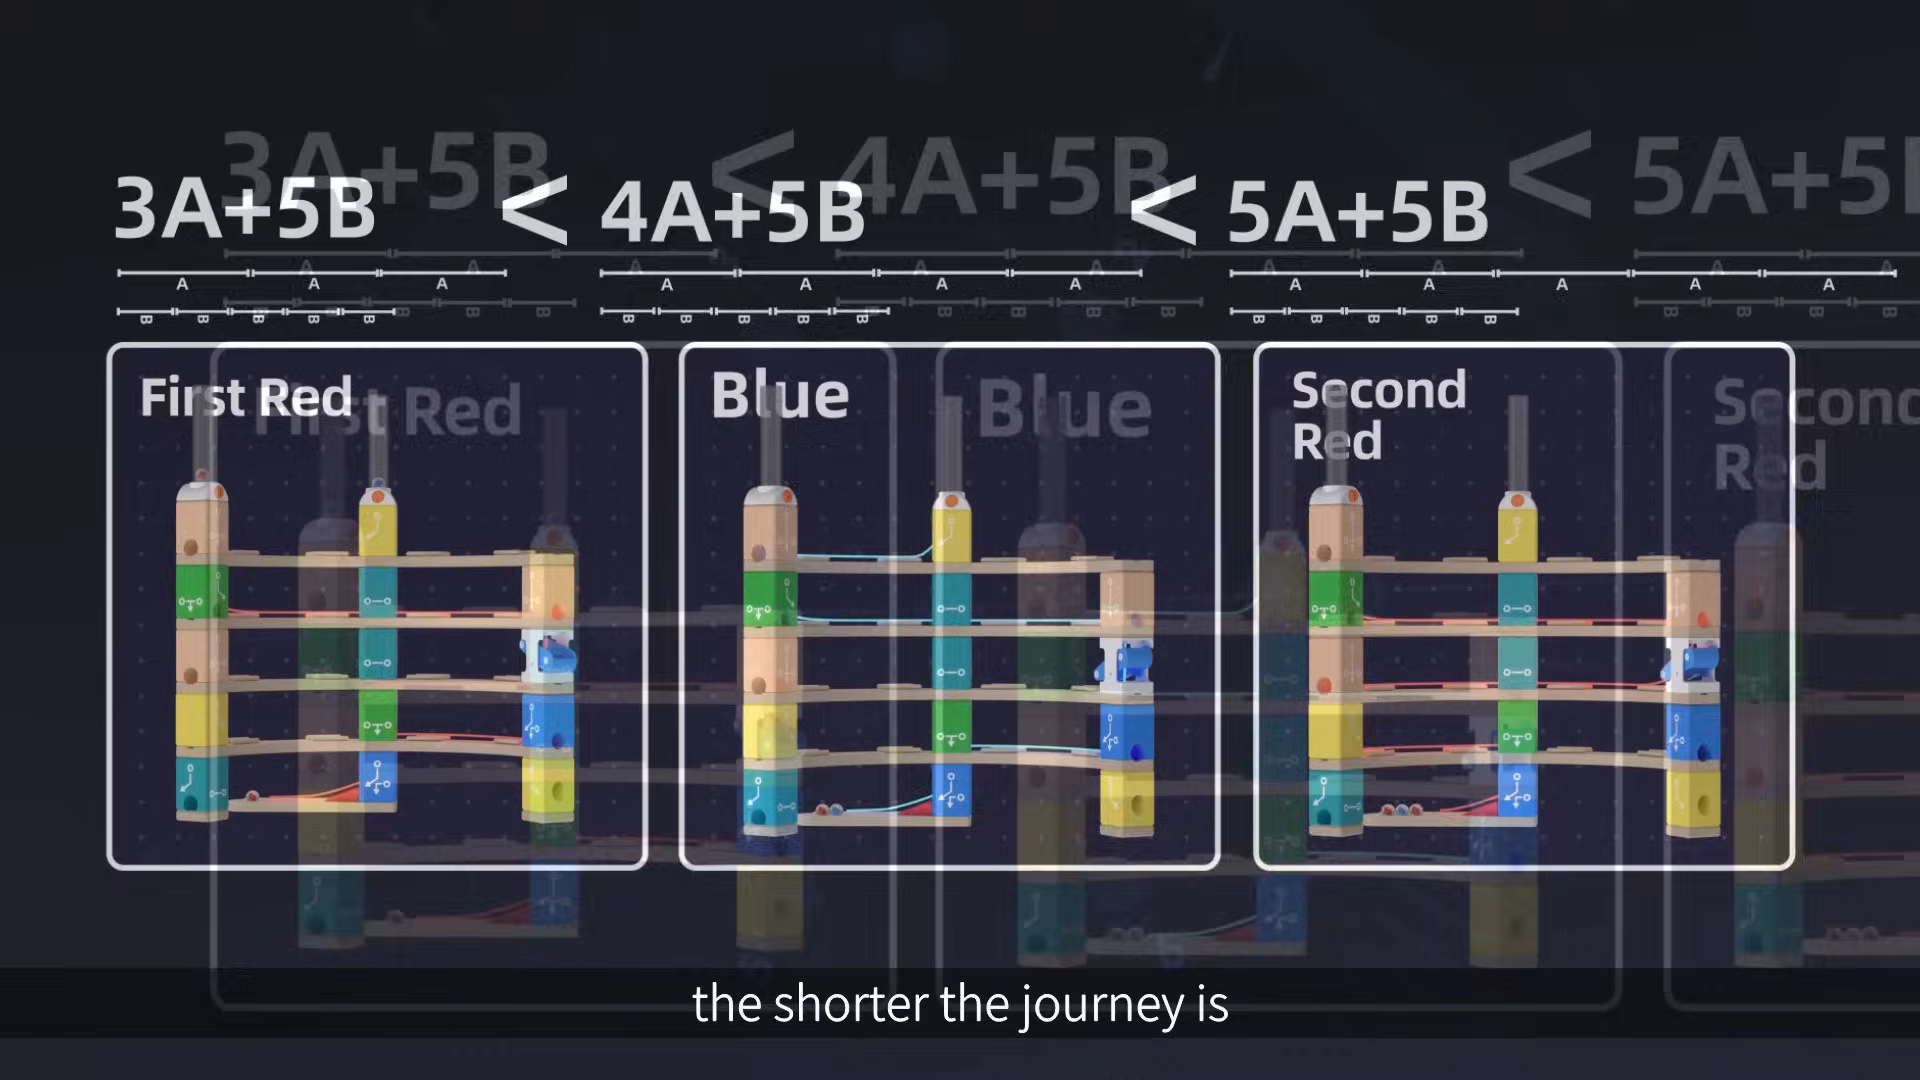 3A+5B < 4A+5B < 5A+5B
A A A A A A A A A A A A
B B B B B B B B B B B B B B B
First Red
Blue
Second
Red
the shorter the journey is